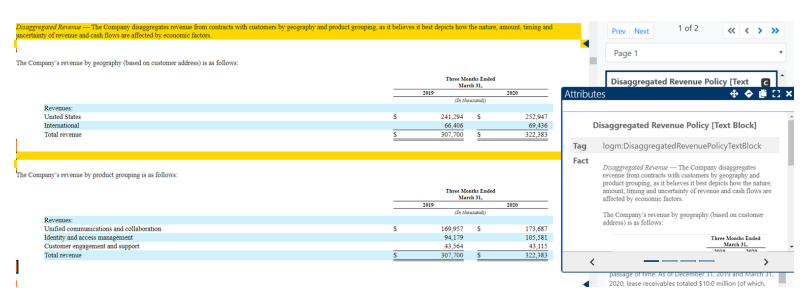 Disaggregated Revenue — The Company disaggregates revenue from contracts with customers by geography and product grouping, as it believes it best depicts how the nature, amount, timing and
uncertainty of revenue and cash flows are affected by economic factors.
The Company's revenue by geography (based on customer address) is as follows:
Three Months Ended
March 31,
2019 2020
(In thousands)
Revenues:
United States $ 241,294 $ 252,947
International 66,406 69,436
Total revenue $ 307,700 $ 322,383
The Company's revenue by product grouping is as follows:
Three Months Ended
March 31,
2019 2020
(In thousands)
Revenues:
Unified communications and collaboration $ 169,957 $ 173,687
Identity and access management 94,179 105,581
Customer engagement and support 43,564 43,115
Total revenue $ 307,700 $ 322,383
Prev Next 1 of 2
Page 1
Disaggregated Revenue Policy [Text C
Attributes
Disaggregated Revenue Policy [Text Block]
Tag logm:DisaggregatedRevenuePolicyTextBlock
Fact
Disaggregated Revenue — The Company disaggregates
revenue from contracts with customers by geography and
product grouping, as it believes it best depicts how the nature,
amount, timing and uncertainty of revenue and cash flows are
affected by economic factors.
The Company's revenue by geography (based on customer
address) is as follows:
Three Months Ended
March 31,
2019 2020
passage of time. As of December 31, 2019 and March 31,
2020, lease receivables totaled $10.0 million (of which,